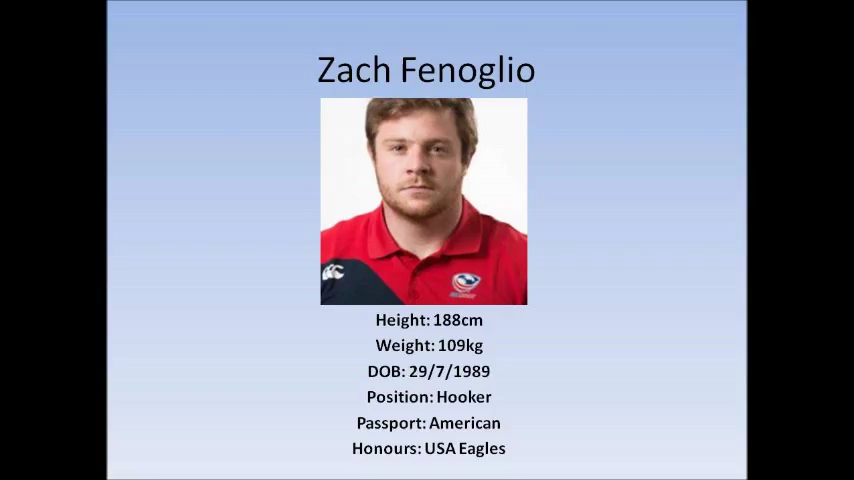 Zach Fenoglio
Height: 188cm
Weight: 109kg
DOB: 29/7/1989
Position: Hooker
Passport: American
Honours: USA Eagles